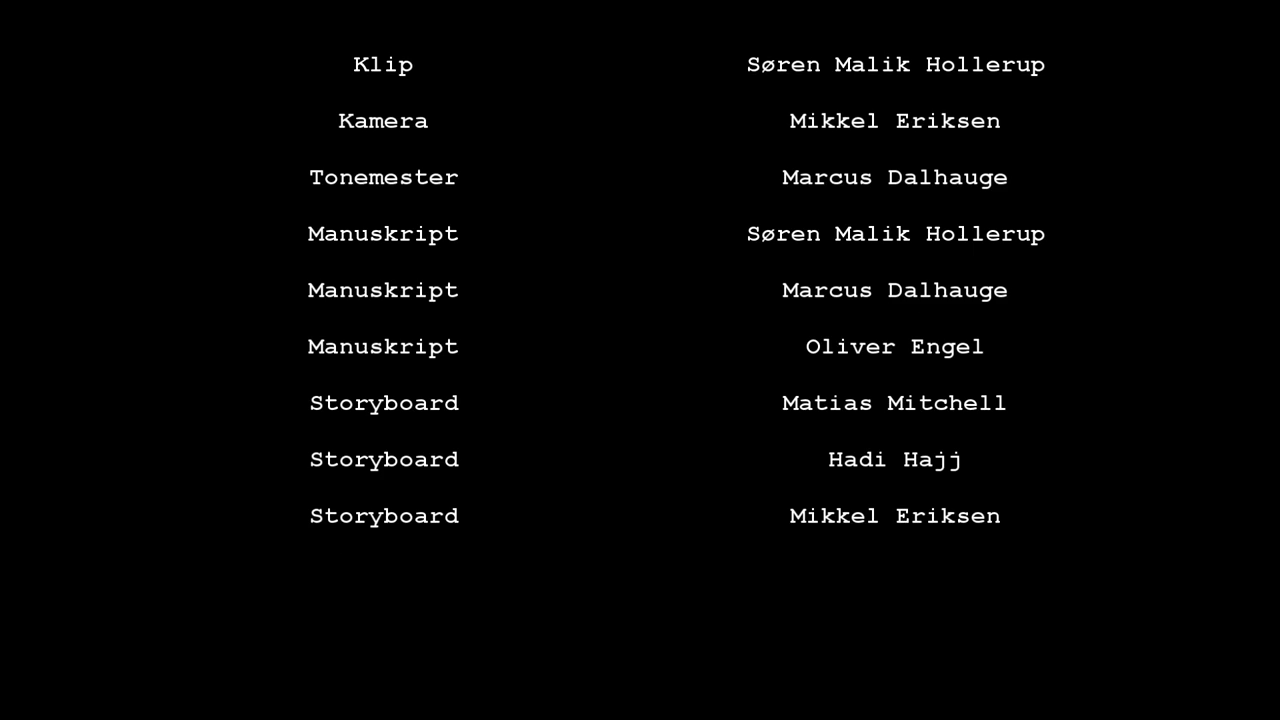 Klip Søren Malik Hollerup
Kamera Mikkel Eriksen
Tonemester Marcus Dalhauge
Manuskript Søren Malik Hollerup
Manuskript Marcus Dalhauge
Manuskript Oliver Engel
Storyboard Matias Mitchell
Storyboard Hadi Hajj
Storyboard Mikkel Eriksen